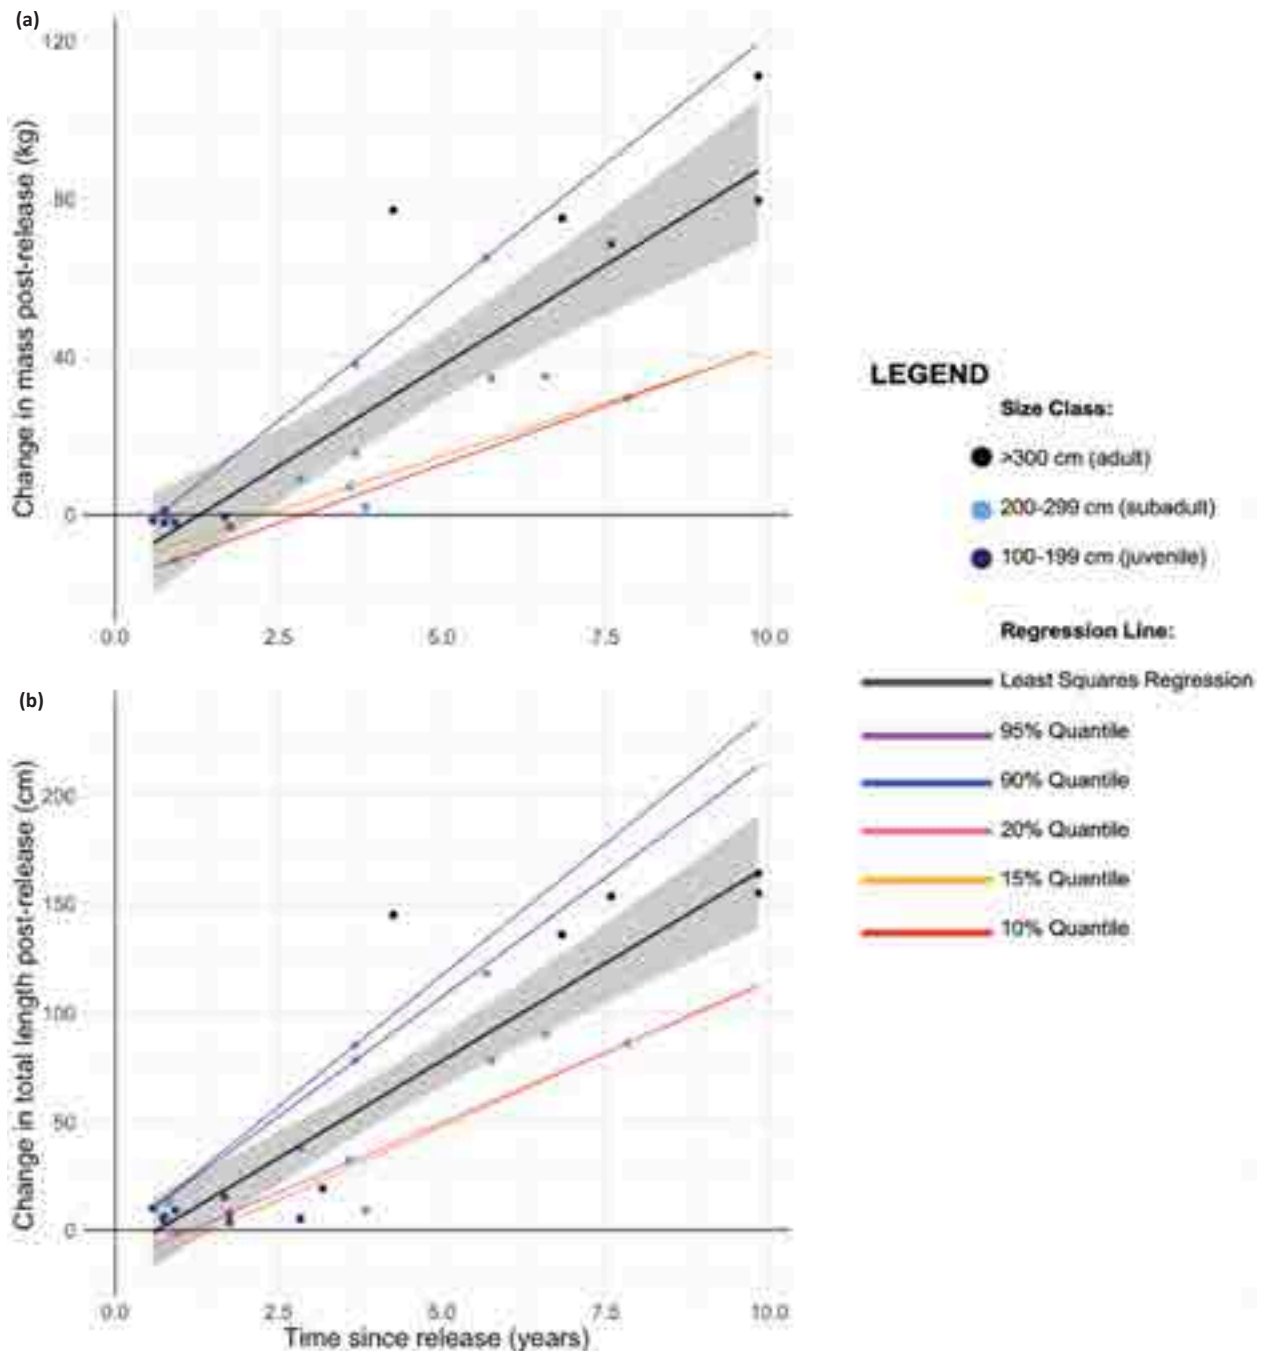 (a)
120
80
40
0
Change in mass post-release (kg)
0.0 2.5 5.0 7.5 10.0
(b)
200
150
100
50
0
Change in total length post-release (cm)
0.0 2.5 5.0 7.5 10.0
Time since release (years)
LEGEND
Size Class:
>300 cm (adult)
200-299 cm (subadult)
100-199 cm (juvenile)
Regression Line:
Least Squares Regression
95% Quantile
90% Quantile
20% Quantile
15% Quantile
10% Quantile